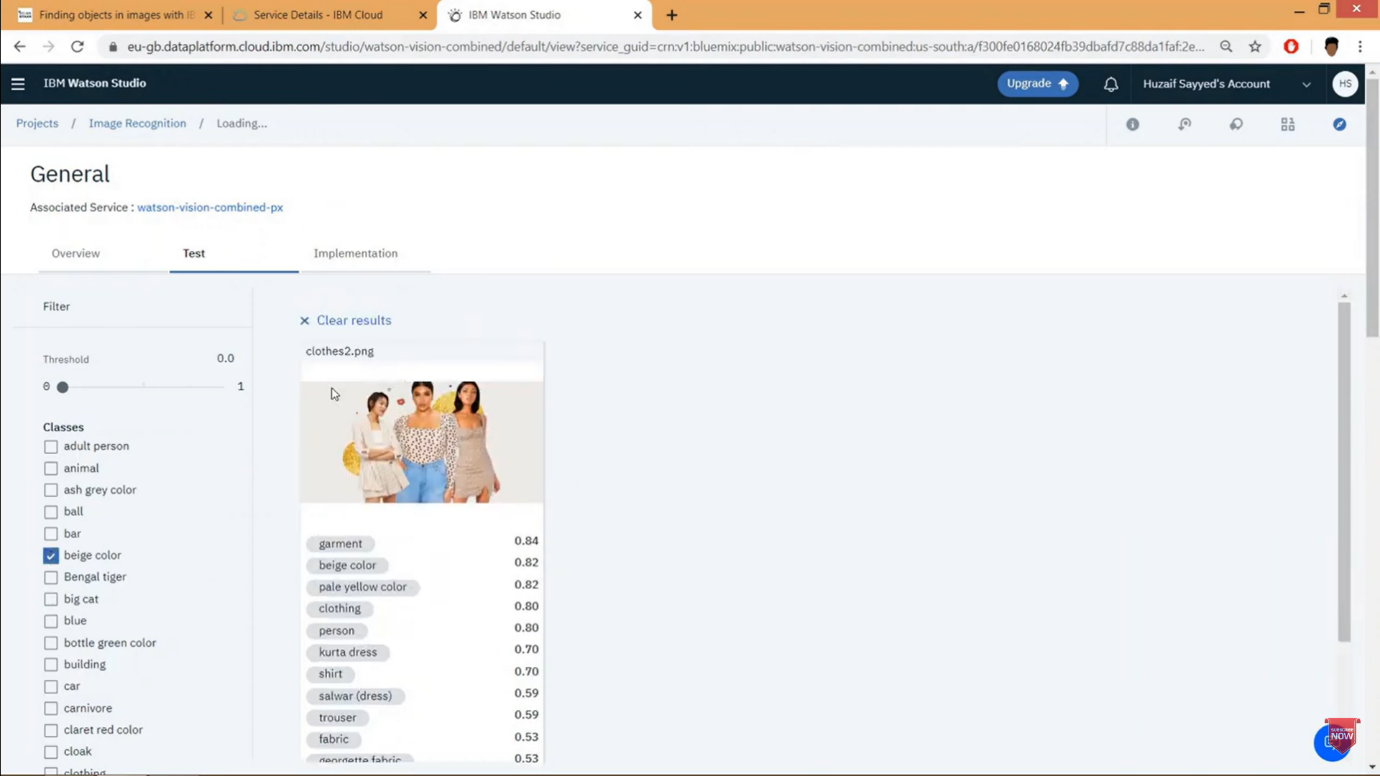 Finding objects in images with IB
Service Details - IBM Cloud
IBM Watson Studio
eu-gb.dataplatform.cloud.ibm.com/studio/watson-vision-combined/default/view?service_guid=crn:v1:bluemix:public:watson-vision-combined:us-south:a/f300fe0168024fb39dbafd7c88da1faf:2e...
IBM Watson Studio
Upgrade
Huzaif Sayyed's Account
HS
Projects / Image Recognition / Loading...
General
Associated Service : watson-vision-combined-px
Overview
Test
Implementation
Filter
Threshold 0.0
0 1
Classes
adult person
animal
ash grey color
ball
bar
beige color
Bengal tiger
big cat
blue
bottle green color
building
car
carnivore
claret red color
cloak
clothing
× Clear results
clothes2.png
garment 0.84
beige color 0.82
pale yellow color 0.82
clothing 0.80
person 0.80
kurta dress 0.70
shirt 0.70
salwar (dress) 0.59
trouser 0.59
fabric 0.53
georgette fabric 0.53
SUBSCRIBE
NOW